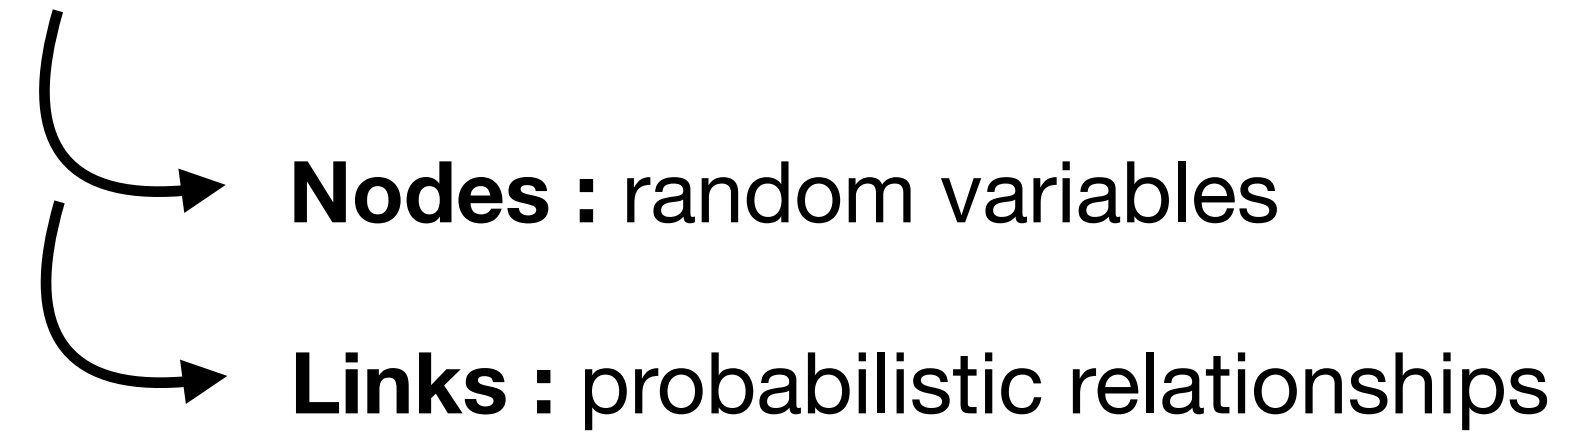 Nodes : random variables
Links : probabilistic relationships